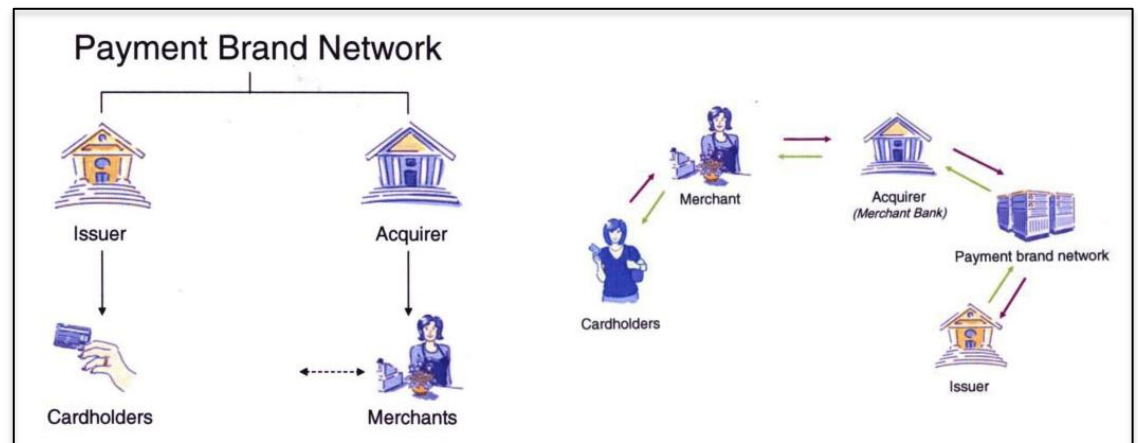 Payment Brand Network
Issuer
Acquirer
Cardholders
Merchants
Merchant
Acquirer
(Merchant Bank)
Payment brand network
Cardholders
Issuer